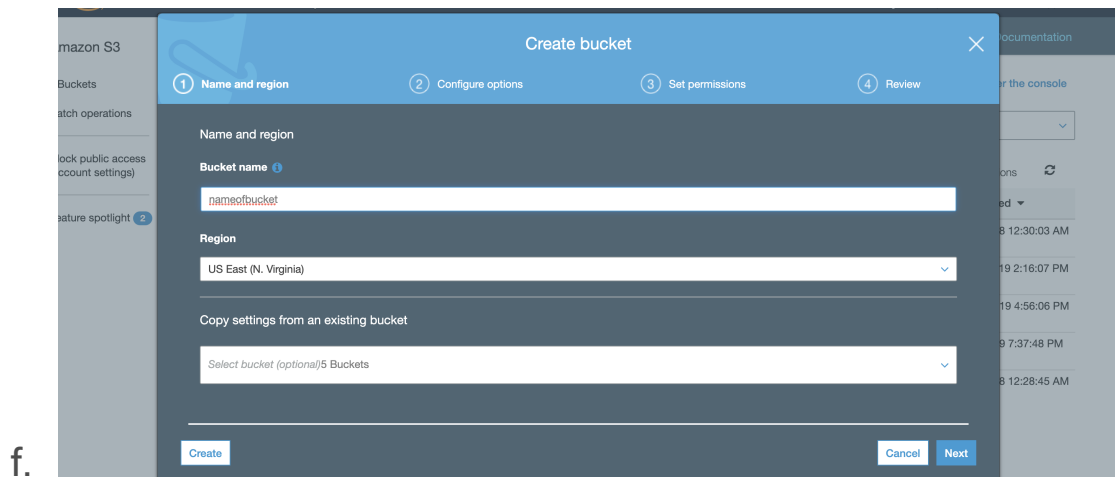 Create bucket
mazon S3
ocumentation
1 Name and region 2 Configure options 3 Set permissions 4 Review
Buckets
er the console
atch operations
Name and region
lock public access
ccount settings)
Bucket name
ons
nameofbucket
ed
eature spotlight 2
8 12:30:03 AM
Region
US East (N. Virginia)
19 2:16:07 PM
19 4:56:06 PM
Copy settings from an existing bucket
9 7:37:48 PM
Select bucket (optional)5 Buckets
8 12:28:45 AM
f.
Create Cancel Next